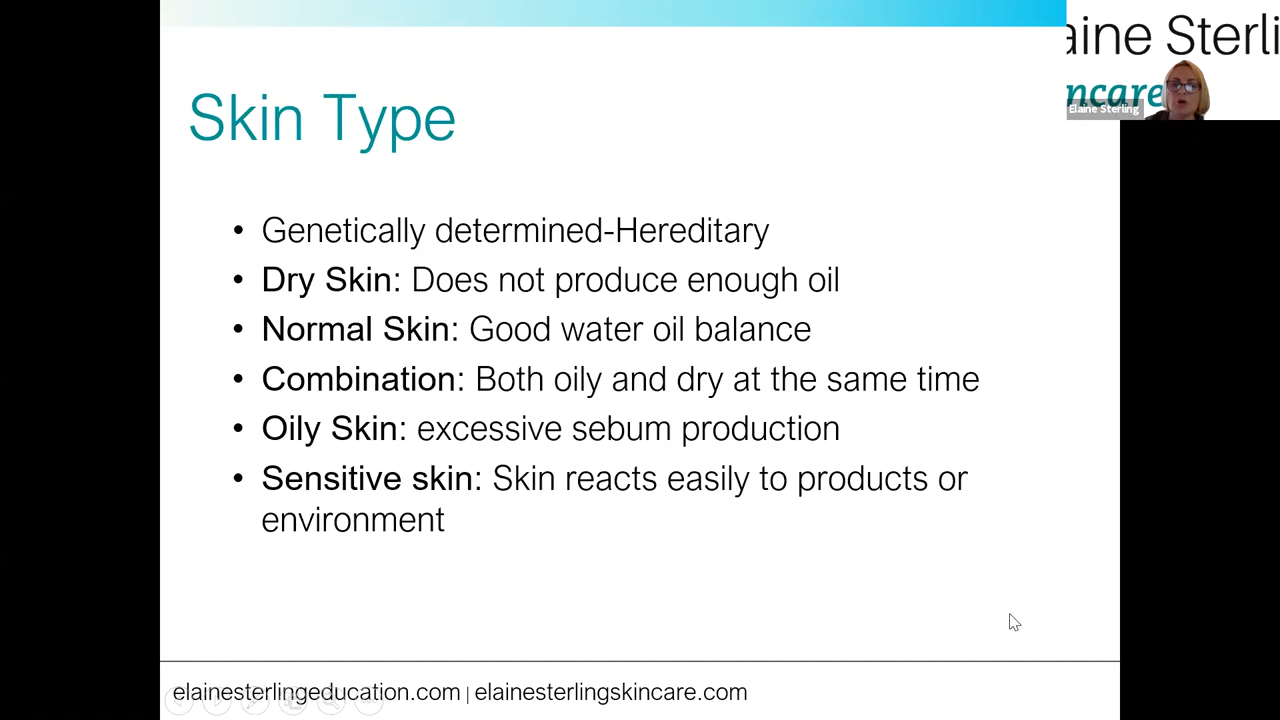 aine Sterli
ncare
Elaine Sterling
Skin Type
• Genetically determined-Hereditary
• Dry Skin: Does not produce enough oil
• Normal Skin: Good water oil balance
• Combination: Both oily and dry at the same time
• Oily Skin: excessive sebum production
• Sensitive skin: Skin reacts easily to products or
environment
elainesterlingeducation.com | elainesterlingskincare.com